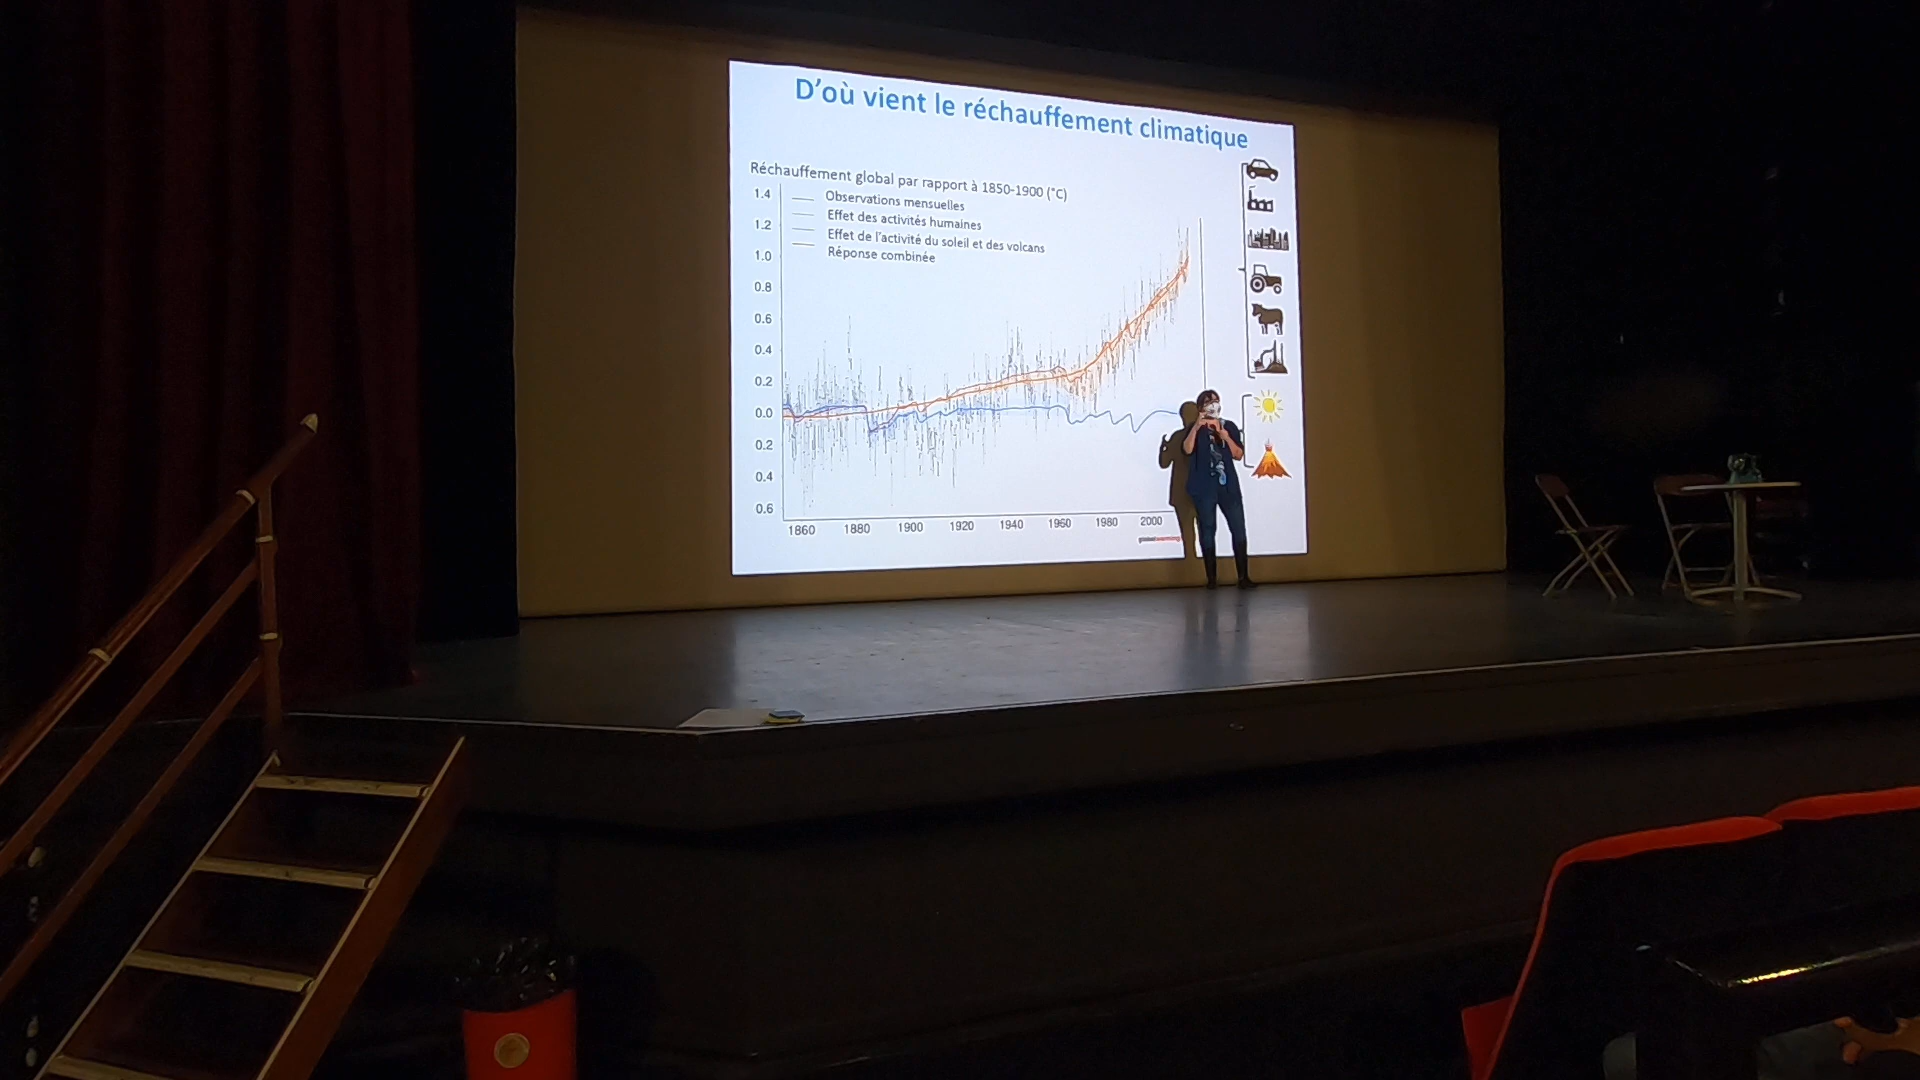 D'où vient le réchauffement climatique
Réchauffement global par rapport à 1850-1900 (°C)
Observations mensuelles
Effet des activités humaines
Effet de l'activité du soleil et des volcans
Réponse combinée
1.4
1.2
1.0
0.8
0.6
0.4
0.2
0.0
0.2
0.4
0.6
1860 1880 1900 1920 1940 1960 1980 2000
globalwarming